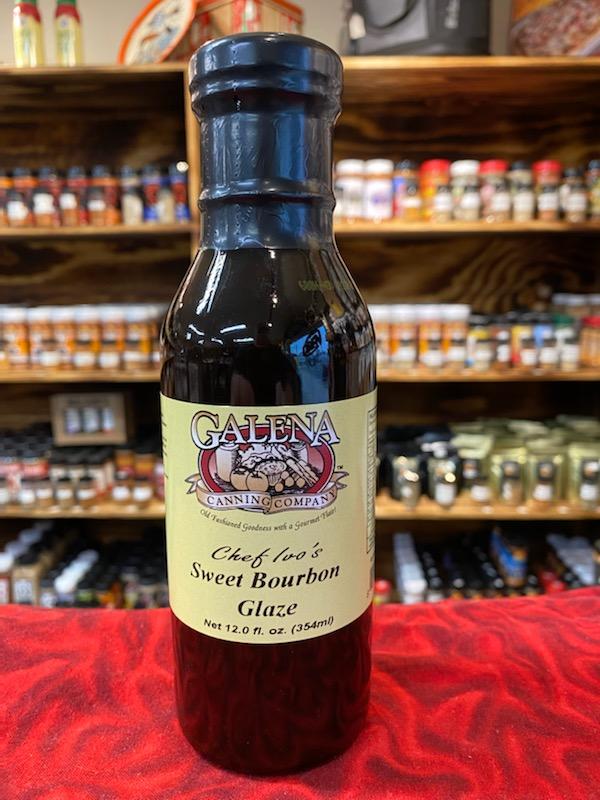 GALENA
CANNING COMPANY
TM
Old Fashioned Goodness with a Gourmet Flair!
Chef Ivo's
Sweet Bourbon
Glaze
Net 12.0 fl. oz. (354ml)